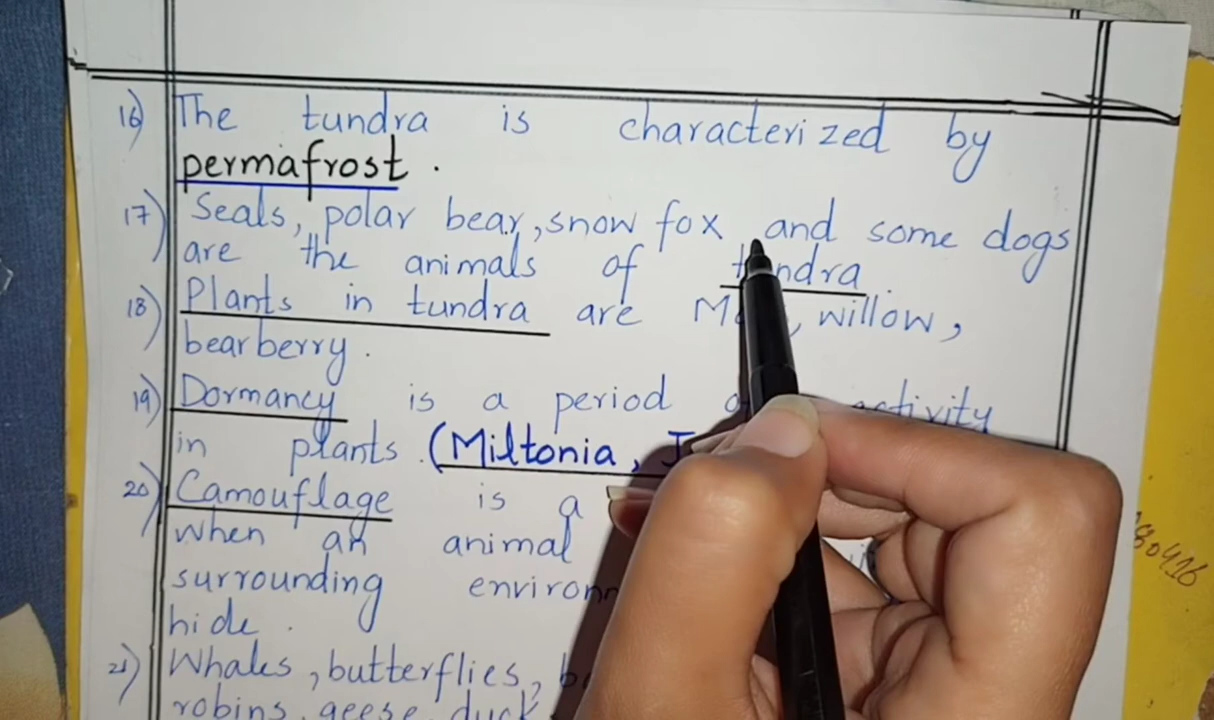 16) The tundra is characterized by
permafrost .
17) Seals, polar bear, snow fox and some dogs
are the animals of tundra
18) Plants in tundra are willow,
bearberry .
19) Dormancy is a period
in plants . (Miltonia,
20) Camouflage is a
when an animal
surrounding
hide .
21) Whales, butterflies,
robins, geese, duck